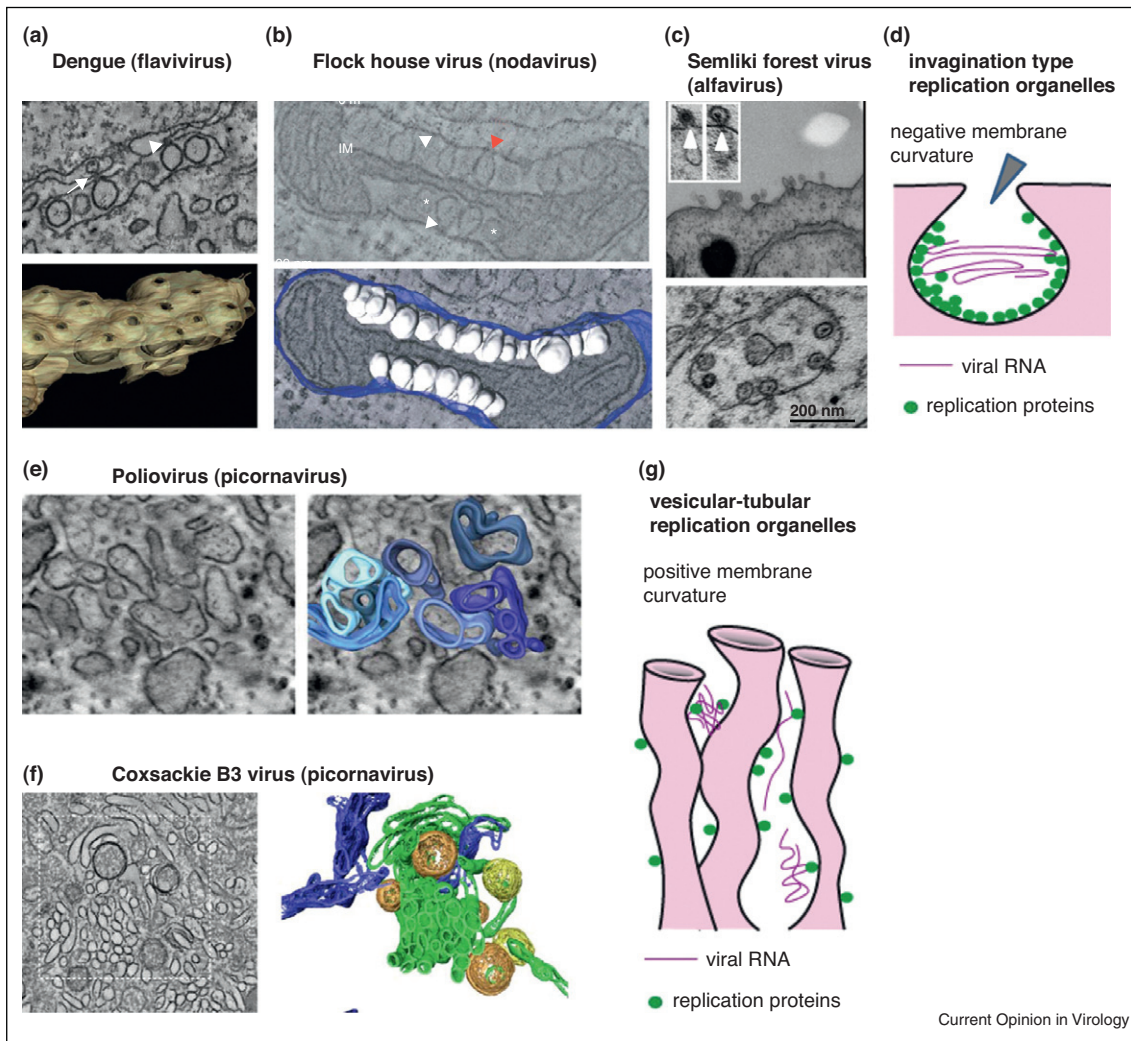 (a)
Dengue (flavivirus)
(b)
Flock house virus (nodavirus)
IM
*
*
(c)
Semliki forest virus
(alfavirus)
200 nm
(d)
invagination type
replication organelles
negative membrane
curvature
viral RNA
replication proteins
(e)
Poliovirus (picornavirus)
(f)
Coxsackie B3 virus (picornavirus)
(g)
vesicular-tubular
replication organelles
positive membrane
curvature
viral RNA
replication proteins
Current Opinion in Virology